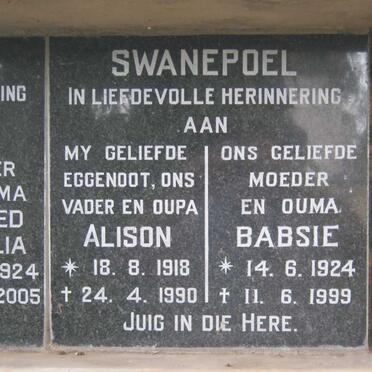 SWANEPOEL
IN LIEFDEVOLLE HERINNERING
AAN
MY GELIEFDE
EGGENOOT, ONS
VADER EN OUPA
ALISON
* 18. 8. 1918
† 24. 4. 1990
ONS GELIEFDE
MOEDER
EN OUMA
BABSIE
* 14. 6. 1924
† 11. 6. 1999
JUIG IN DIE HERE.
ING
ER
MA
ED
LIA
1924
2005